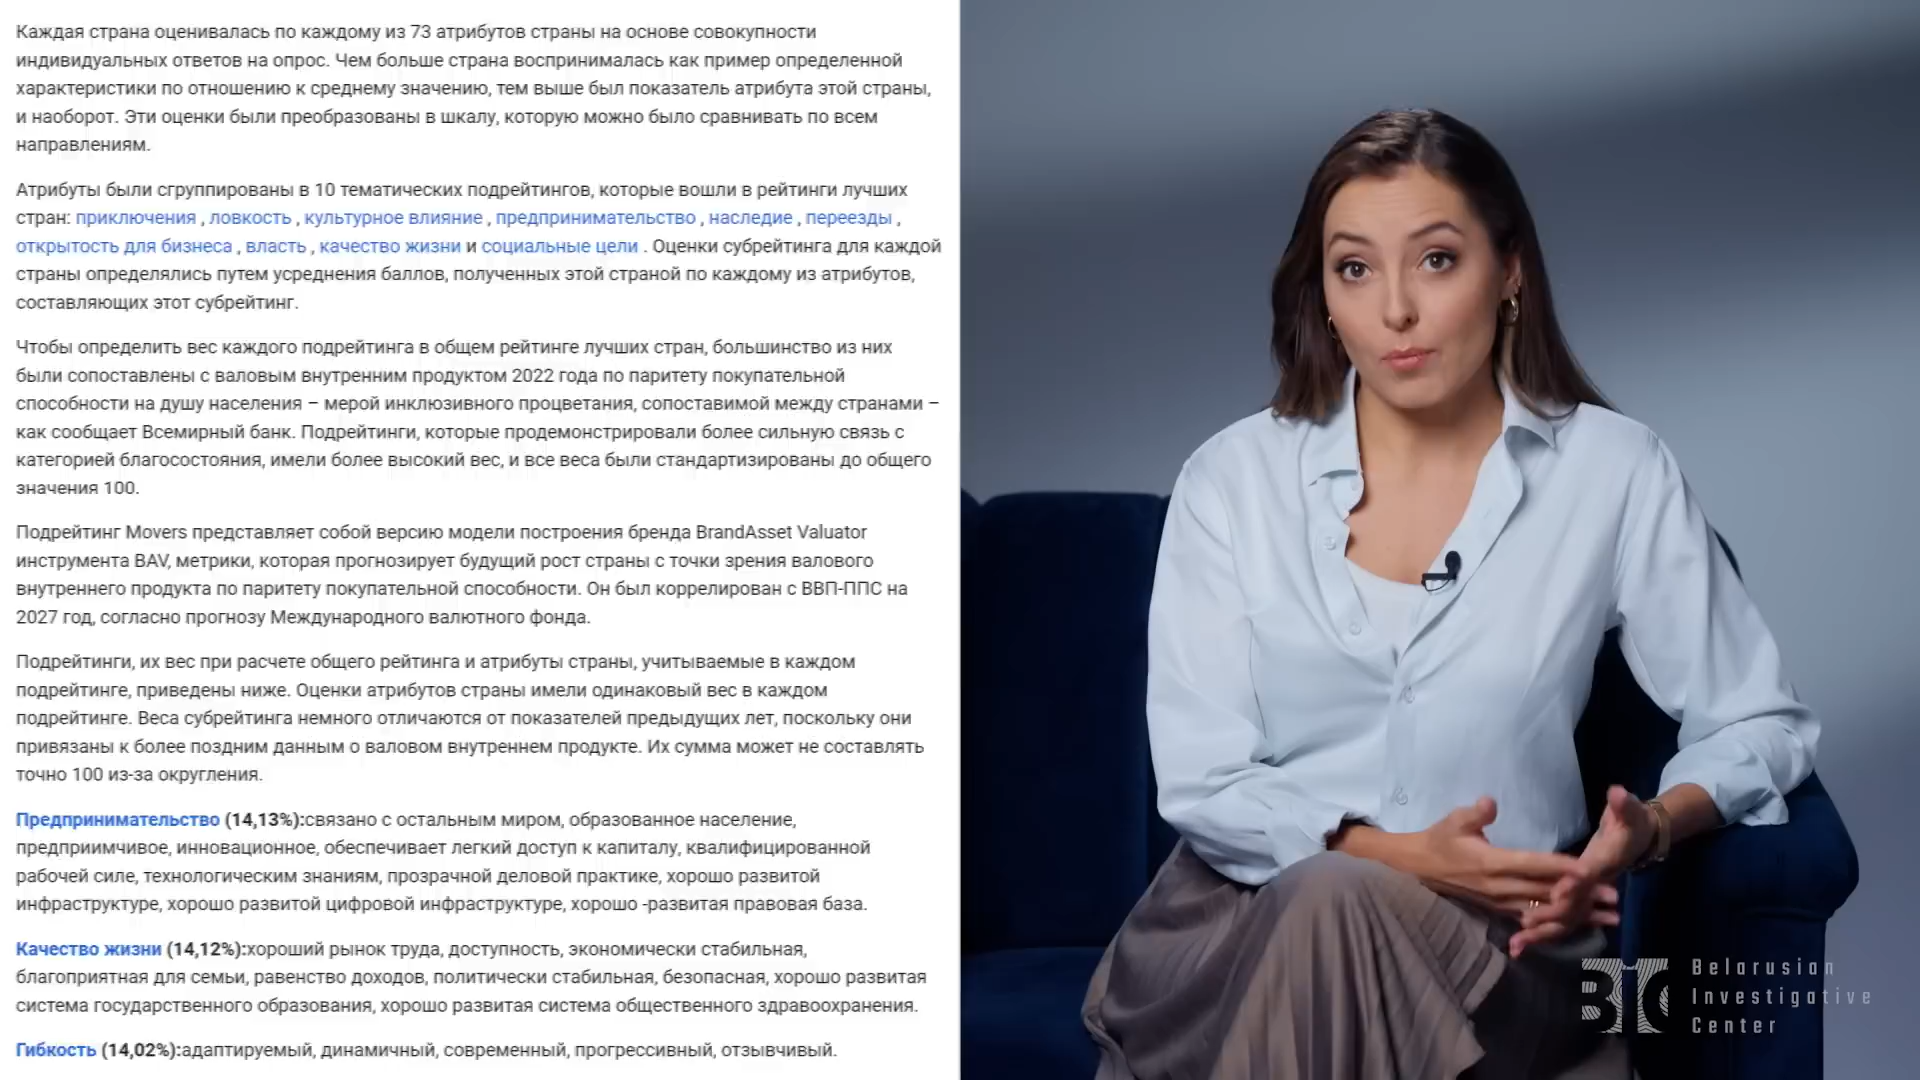 Каждая страна оценивалась по каждому из 73 атрибутов страны на основе совокупности
индивидуальных ответов на опрос. Чем больше страна воспринималась как пример определенной
характеристики по отношению к среднему значению, тем выше был показатель атрибута этой страны,
и наоборот. Эти оценки были преобразованы в шкалу, которую можно было сравнивать по всем
направлениям.
Атрибуты были сгруппированы в 10 тематических подрейтингов, которые вошли в рейтинги лучших
стран: приключения , ловкость , культурное влияние , предпринимательство , наследие , переезды ,
открытость для бизнеса , власть , качество жизни и социальные цели . Оценки субрейтинга для каждой
страны определялись путем усреднения баллов, полученных этой страной по каждому из атрибутов,
составляющих этот субрейтинг.
Чтобы определить вес каждого подрейтинга в общем рейтинге лучших стран, большинство из них
были сопоставлены с валовым внутренним продуктом 2022 года по паритету покупательной
способности на душу населения – мерой инклюзивного процветания, сопоставимой между странами –
как сообщает Всемирный банк. Подрейтинги, которые продемонстрировали более сильную связь с
категорией благосостояния, имели более высокий вес, и все веса были стандартизированы до общего
значения 100.
Подрейтинг Movers представляет собой версию модели построения бренда BrandAsset Valuator
инструмента BAV, метрики, которая прогнозирует будущий рост страны с точки зрения валового
внутреннего продукта по паритету покупательной способности. Он был коррелирован с ВВП-ППС на
2027 год, согласно прогнозу Международного валютного фонда.
Подрейтинги, их вес при расчете общего рейтинга и атрибуты страны, учитываемые в каждом
подрейтинге, приведены ниже. Оценки атрибутов страны имели одинаковый вес в каждом
подрейтинге. Веса субрейтинга немного отличаются от показателей предыдущих лет, поскольку они
привязаны к более поздним данным о валовом внутреннем продукте. Их сумма может не составлять
точно 100 из-за округления.
Предпринимательство (14,13%):связано с остальным миром, образованное население,
предприимчивое, инновационное, обеспечивает легкий доступ к капиталу, квалифицированной
рабочей силе, технологическим знаниям, прозрачной деловой практике, хорошо развитой
инфраструктуре, хорошо развитой цифровой инфраструктуре, хорошо -развитая правовая база.
Качество жизни (14,12%):хороший рынок труда, доступность, экономически стабильная,
благоприятная для семьи, равенство доходов, политически стабильная, безопасная, хорошо развитая
система государственного образования, хорошо развитая система общественного здравоохранения.
Гибкость (14,02%):адаптируемый, динамичный, современный, прогрессивный, отзывчивый.
Belarusian
Investigative
Center